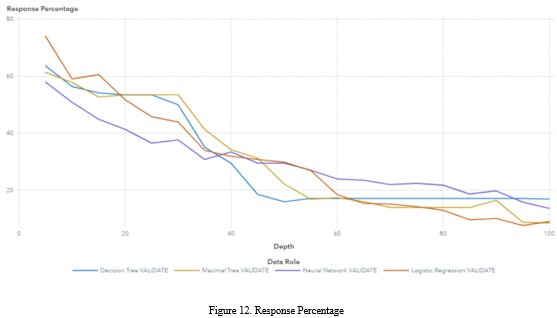 Response Percentage
80
60
40
20
0 20 40 60 80 100
Depth
Data Role
Decision Tree VALIDATE Maximal Tree VALIDATE Neural Network VALIDATE Logistic Regression VALIDATE
Figure 12. Response Percentage